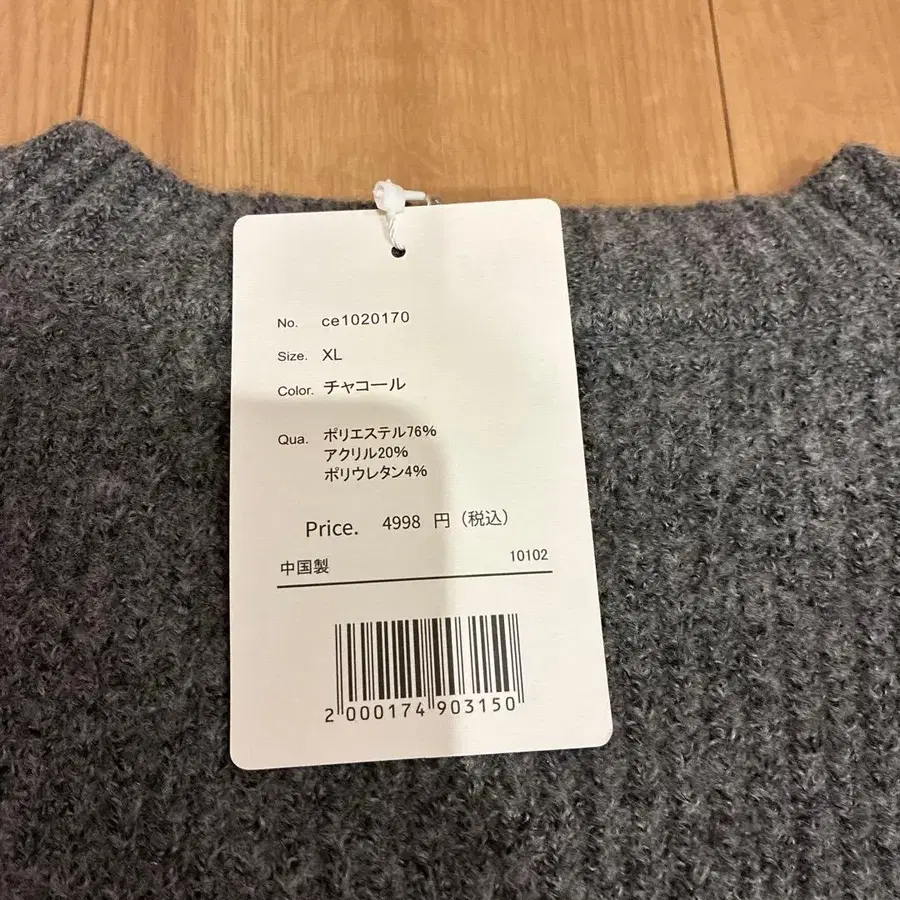 No. ce1020170
Size. XL
Color. チャコール
Qua. ポリエステル76%
アクリル20%
ポリウレタン4%
Price. 4998 円 (税込)
中国製 10102
2 000174 903150